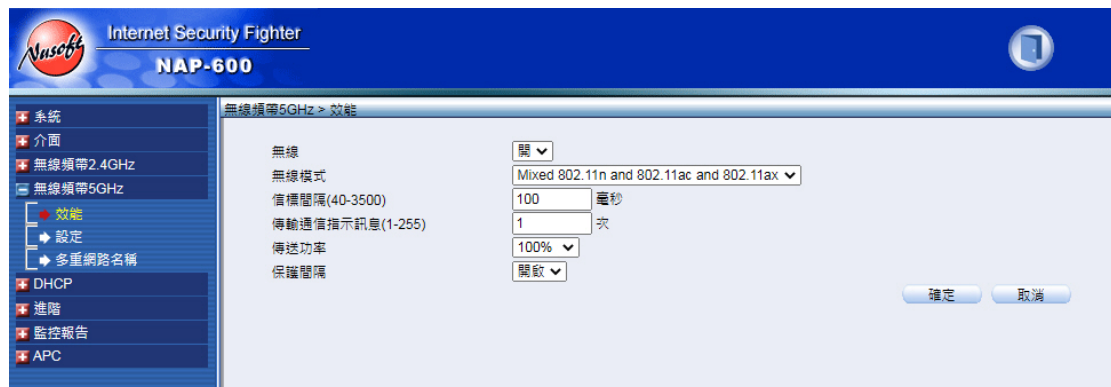 Nusoft
Internet Security Fighter
NAP-600
系統
介面
無線頻帶2.4GHz
無線頻帶5GHz
效能
設定
多重網路名稱
DHCP
進階
監控報告
APC
無線頻帶5GHz > 效能
無線 開
無線模式 Mixed 802.11n and 802.11ac and 802.11ax
信標間隔(40-3500) 100 毫秒
傳輸通信指示訊息(1-255) 1 次
傳送功率 100%
保護間隔 開啟
確定 取消